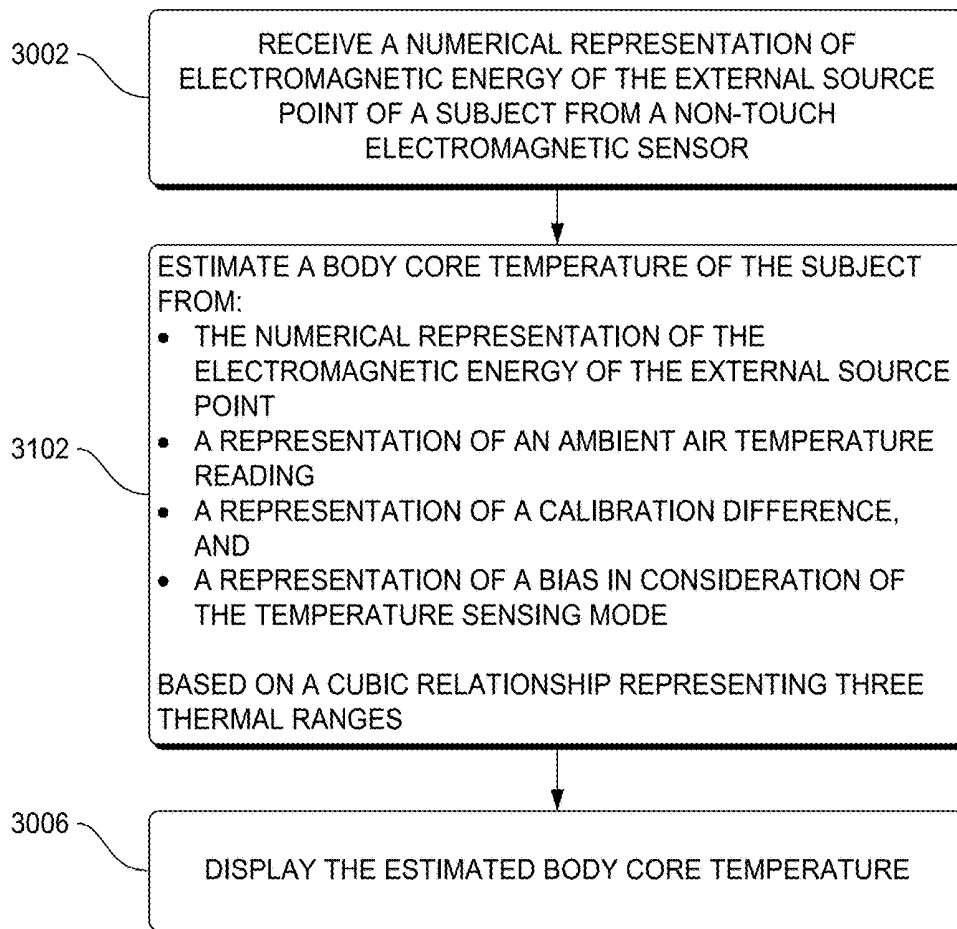 3002
RECEIVE A NUMERICAL REPRESENTATION OF
ELECTROMAGNETIC ENERGY OF THE EXTERNAL SOURCE
POINT OF A SUBJECT FROM A NON-TOUCH
ELECTROMAGNETIC SENSOR
3102
ESTIMATE A BODY CORE TEMPERATURE OF THE SUBJECT
FROM:
• THE NUMERICAL REPRESENTATION OF THE
ELECTROMAGNETIC ENERGY OF THE EXTERNAL SOURCE
POINT
• A REPRESENTATION OF AN AMBIENT AIR TEMPERATURE
READING
• A REPRESENTATION OF A CALIBRATION DIFFERENCE,
AND
• A REPRESENTATION OF A BIAS IN CONSIDERATION OF
THE TEMPERATURE SENSING MODE
BASED ON A CUBIC RELATIONSHIP REPRESENTING THREE
THERMAL RANGES
3006
DISPLAY THE ESTIMATED BODY CORE TEMPERATURE